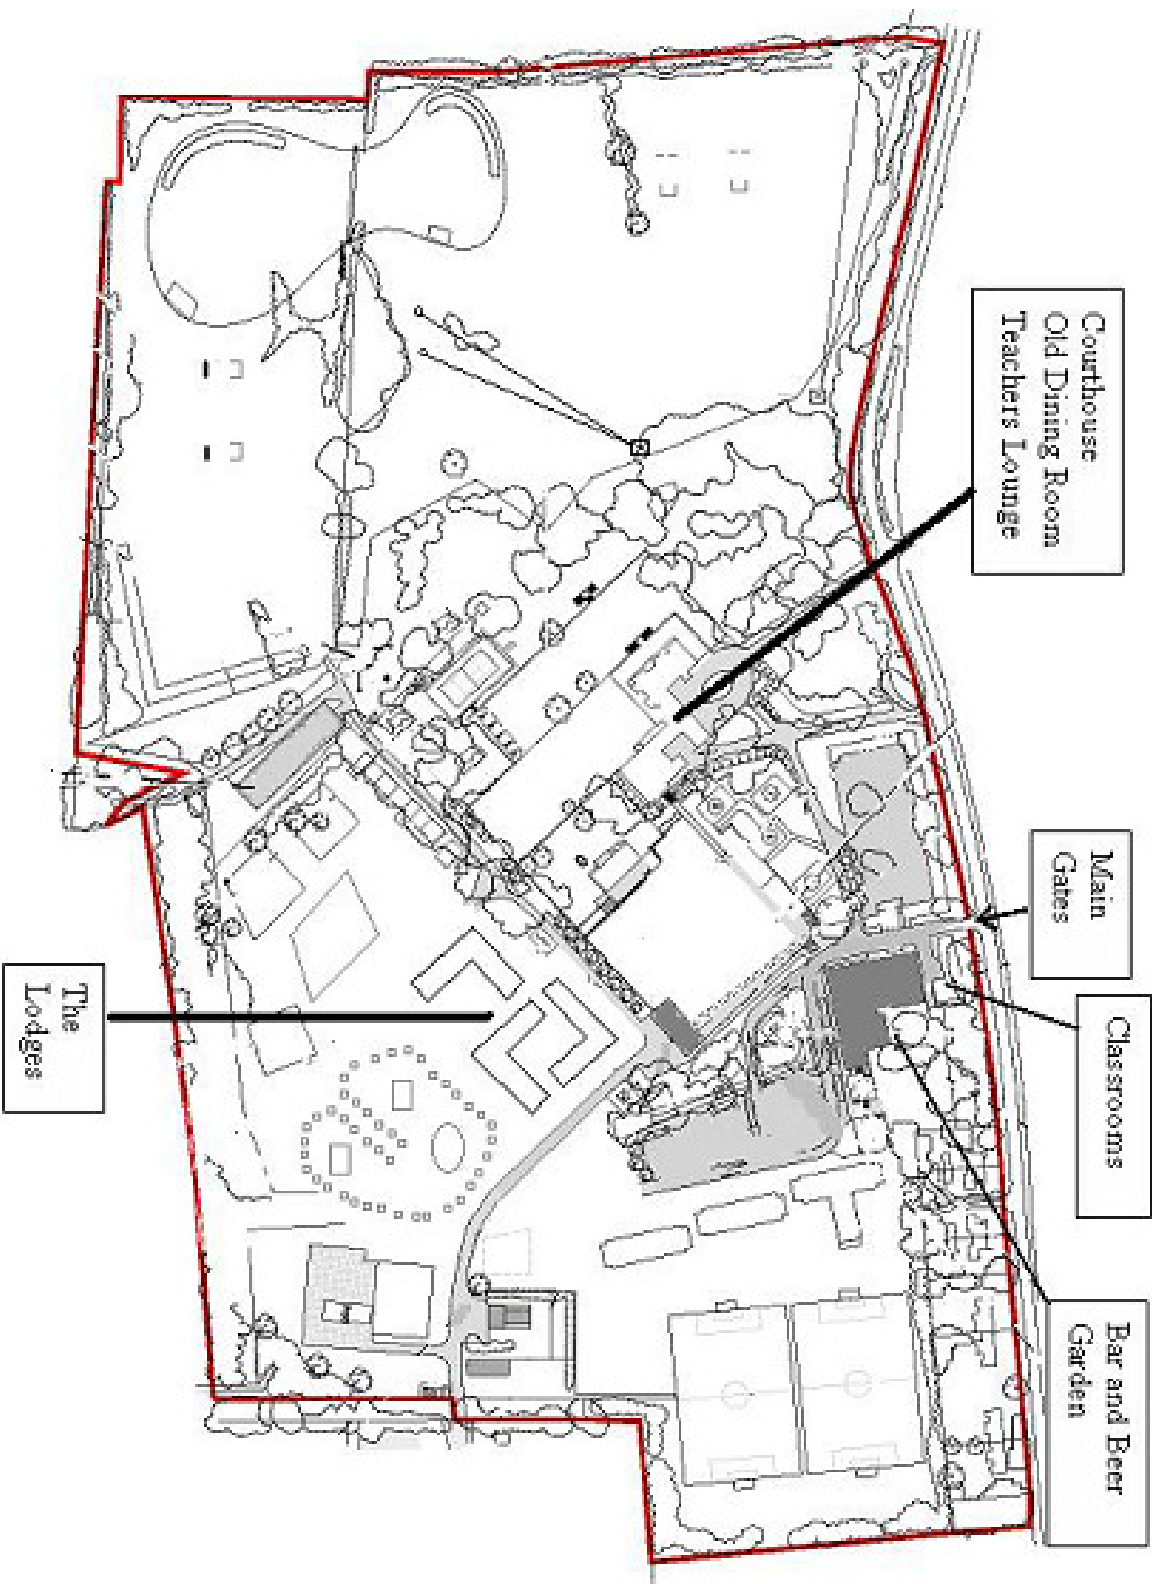 Courthouse
Old Dining Room
Teachers Lounge
Main
Gates
Classrooms
Bar and Beer
Garden
The
Lodges